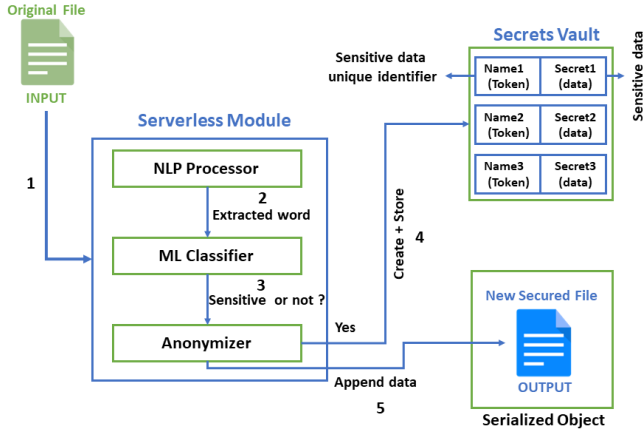 Original File
INPUT
1
Serverless Module
NLP Processor
2
Extracted word
ML Classifier
3
Sensitive or not ?
Anonymizer
Yes
Create + Store
4
Append data
5
Secrets Vault
Sensitive data
unique identifier
Name1
(Token)
Secret1
(data)
Name2
(Token)
Secret2
(data)
Name3
(Token)
Secret3
(data)
Sensitive data
New Secured File
OUTPUT
Serialized Object